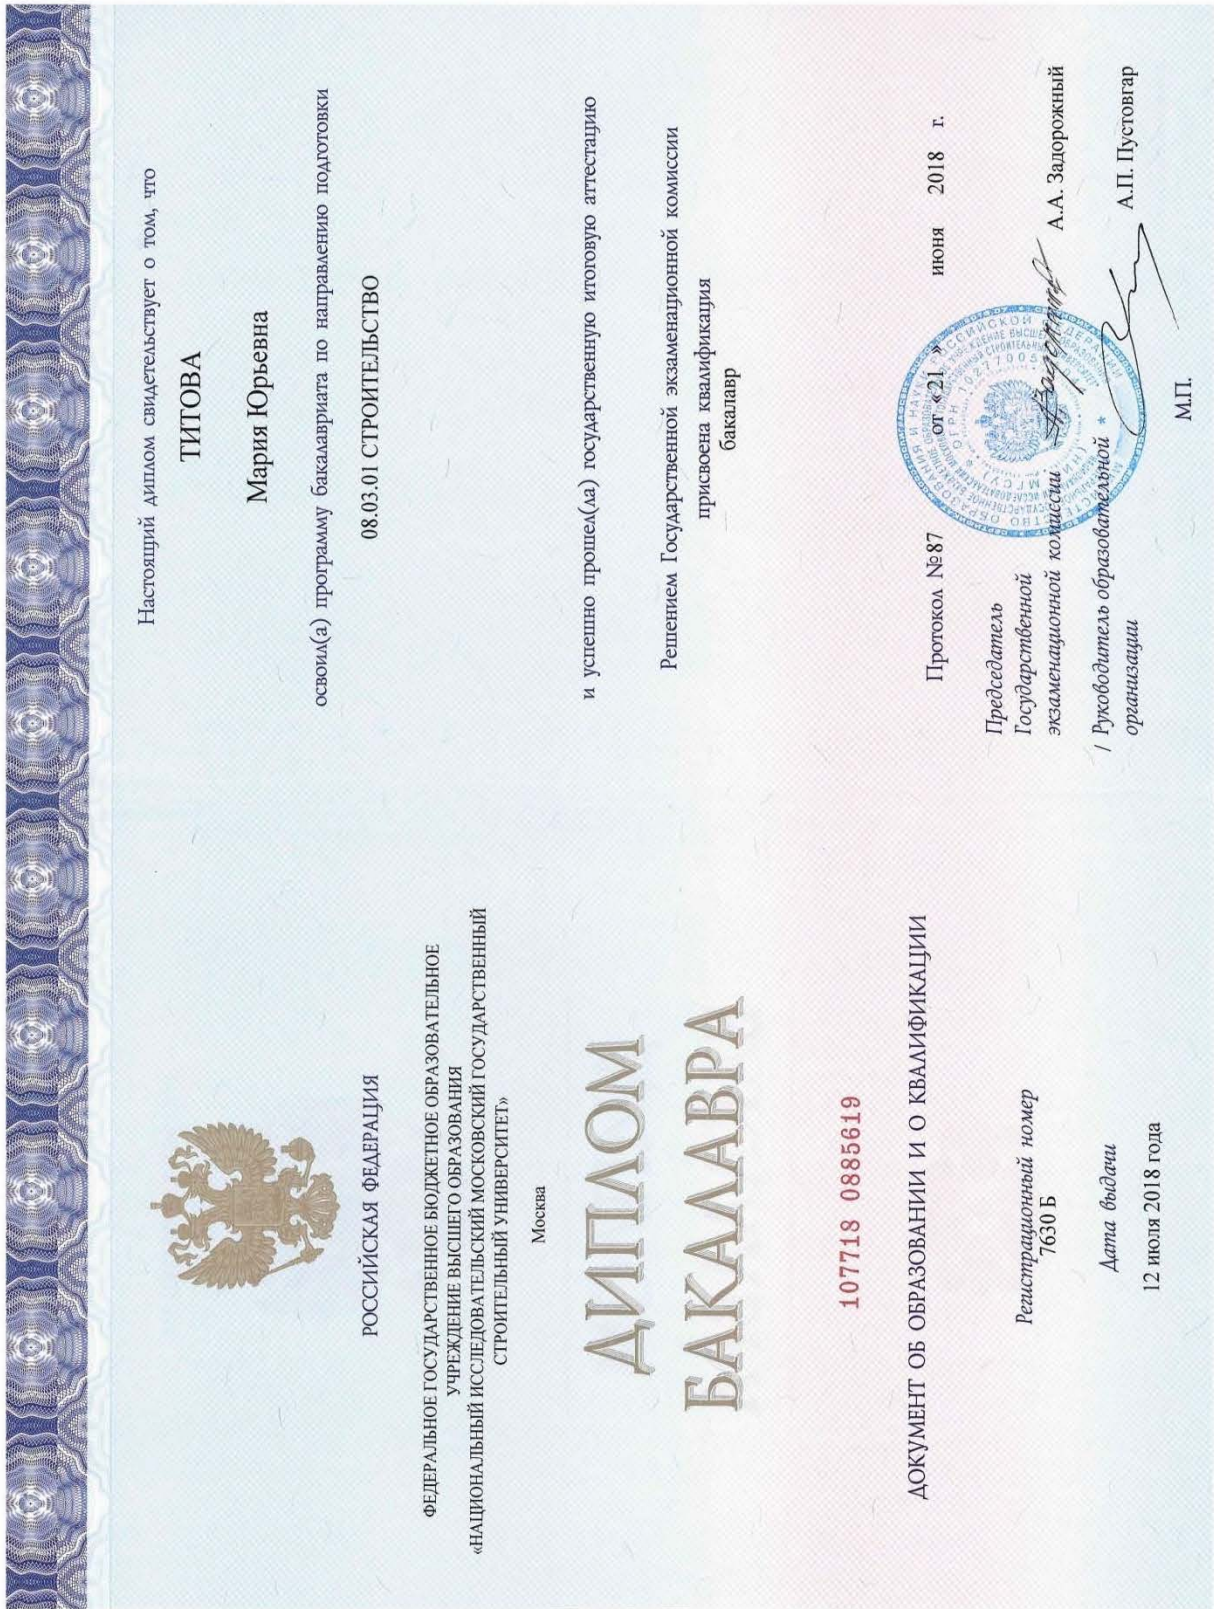 РОССИЙСКАЯ ФЕДЕРАЦИЯ
ФЕДЕРАЛЬНОЕ ГОСУДАРСТВЕННОЕ БЮДЖЕТНОЕ ОБРАЗОВАТЕЛЬНОЕ
УЧРЕЖДЕНИЕ ВЫСШЕГО ОБРАЗОВАНИЯ
«НАЦИОНАЛЬНЫЙ ИССЛЕДОВАТЕЛЬСКИЙ МОСКОВСКИЙ ГОСУДАРСТВЕННЫЙ
СТРОИТЕЛЬНЫЙ УНИВЕРСИТЕТ»
Москва
ДИПЛОМ
БАКАЛАВРА
107718 0885619
ДОКУМЕНТ ОБ ОБРАЗОВАНИИ И О КВАЛИФИКАЦИИ
Регистрационный номер
7630 Б
Дата выдачи
12 июля 2018 года
Настоящий диплом свидетельствует о том, что
ТИТОВА
Мария Юрьевна
освоил(а) программу бакалавриата по направлению подготовки
08.03.01 СТРОИТЕЛЬСТВО
и успешно прошел(ла) государственную итоговую аттестацию
Решением Государственной экзаменационной комиссии
присвоена квалификация
бакалавр
Протокол №87 от «21» июня 2018 г.
Председатель
Государственной
экзаменационной комиссии А.А. Задорожный
/ Руководитель образовательной А.П. Пустовгар
организации
М.П.